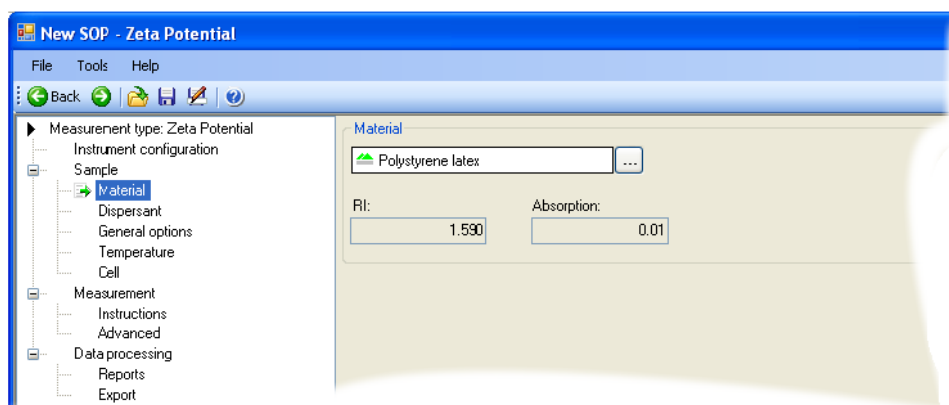 New SOP - Zeta Potential
File Tools Help
Back
Measurement type: Zeta Potential
Instrument configuration
Sample
Material
Dispersant
General options
Temperature
Cell
Measurement
Instructions
Advanced
Data processing
Reports
Export
Material
Polystyrene latex ...
RI: Absorption:
1.590 0.01